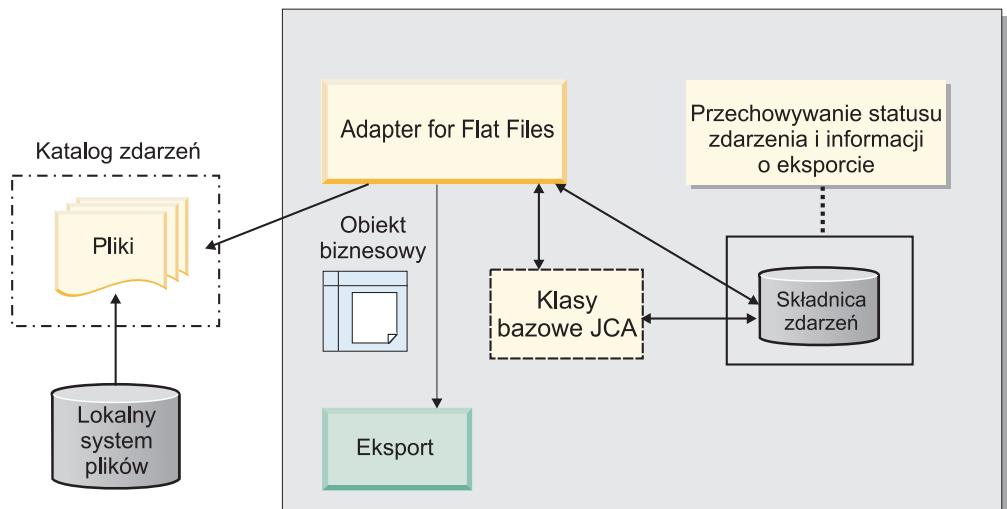 Katalog zdarzeń
Pliki
Lokalny
system
plików
Adapter for Flat Files
Obiekt
biznesowy
Eksport
Klasy
bazowe JCA
Przechowywanie statusu
zdarzenia i informacji
o eksporcie
Składnica
zdarzeń